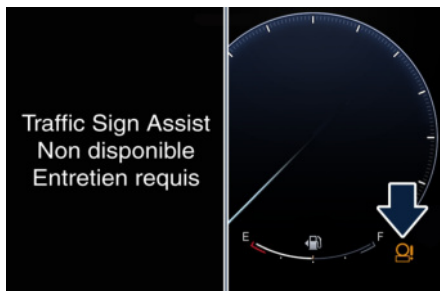 Traffic Sign Assist
Non disponible
Entretien requis
E
F